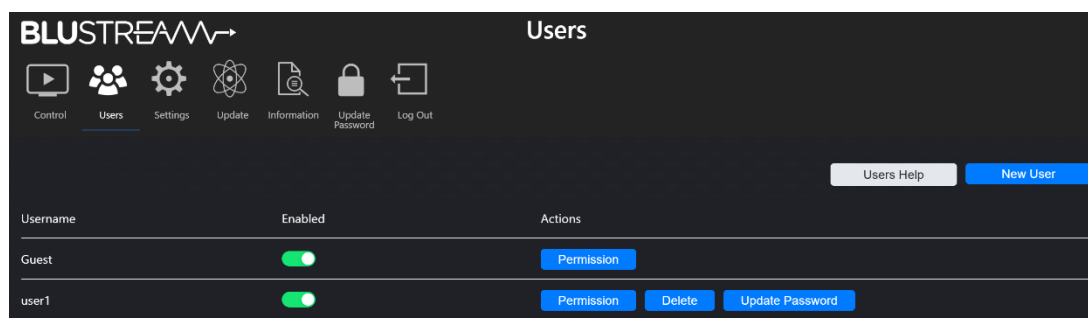 BLUSTREAM
Users
Control
Users
Settings
Update
Information
Update
Password
Log Out
Users Help
New User
Username
Enabled
Actions
Guest
Permission
user1
Permission
Delete
Update Password